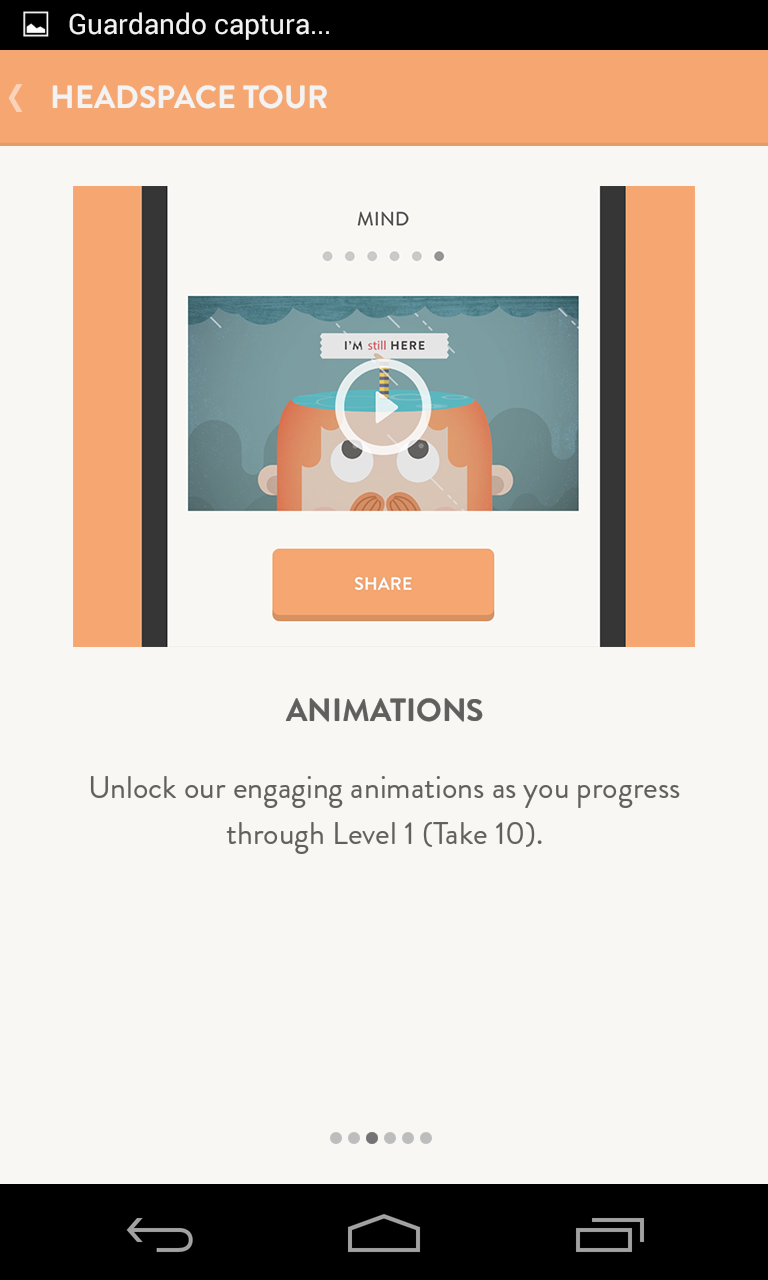 Guardando captura...
HEADSPACE TOUR
MIND
I'M still HERE
SHARE
ANIMATIONS
Unlock our engaging animations as you progress
through Level 1 (Take 10).